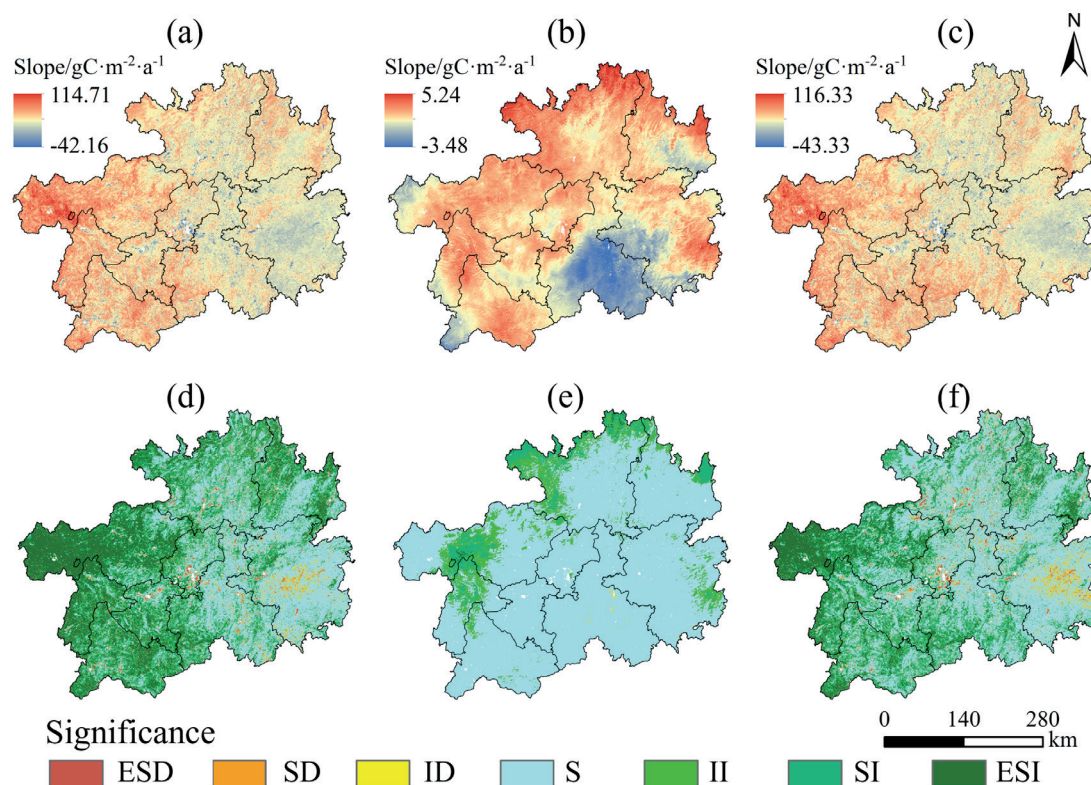 (a) (b) (c) N
Slope/gC·m⁻²·a⁻¹ Slope/gC·m⁻²·a⁻¹ Slope/gC·m⁻²·a⁻¹
114.71 5.24 116.33
-42.16 -3.48 -43.33
(d) (e) (f)
Significance
0 140 280
km
ESD SD ID S II SI ESI